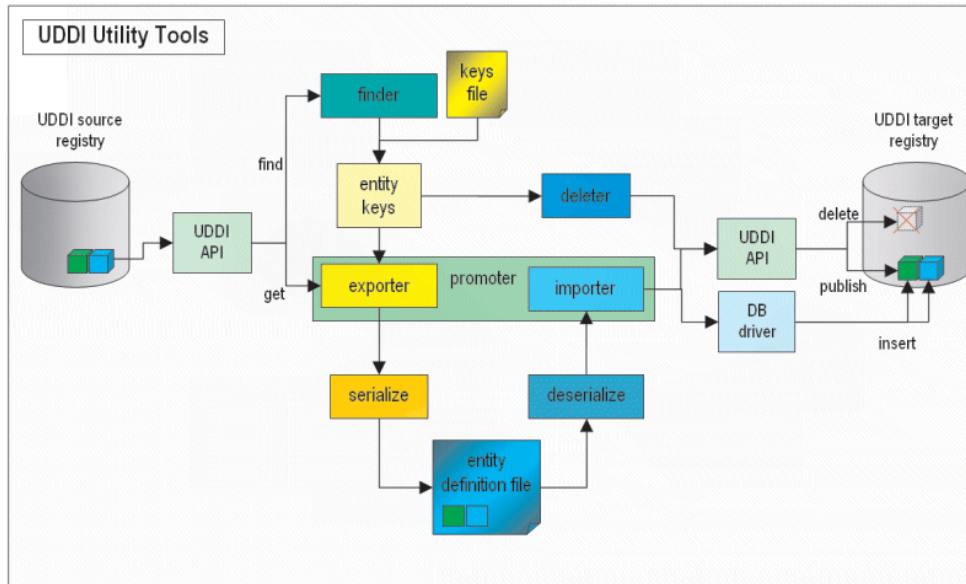 UDDI Utility Tools
UDDI source
registry
finder
keys
file
UDDI target
registry
find
entity
keys
deleter
delete
UDDI
API
UDDI
API
get
exporter
promoter
importer
publish
DB
driver
insert
serialize
deserialize
entity
definition file